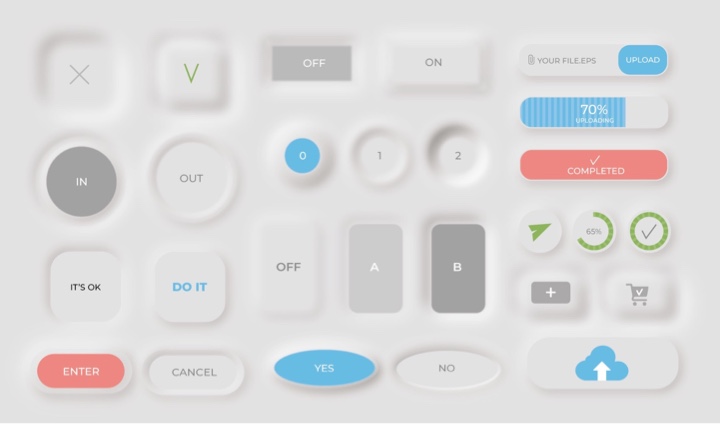 V
OFF
ON
YOUR FILE.EPS
UPLOAD
70%
UPLOADING
0
1
2
IN
OUT
COMPLETED
65%
OFF
A
B
IT'S OK
DO IT
ENTER
CANCEL
YES
NO